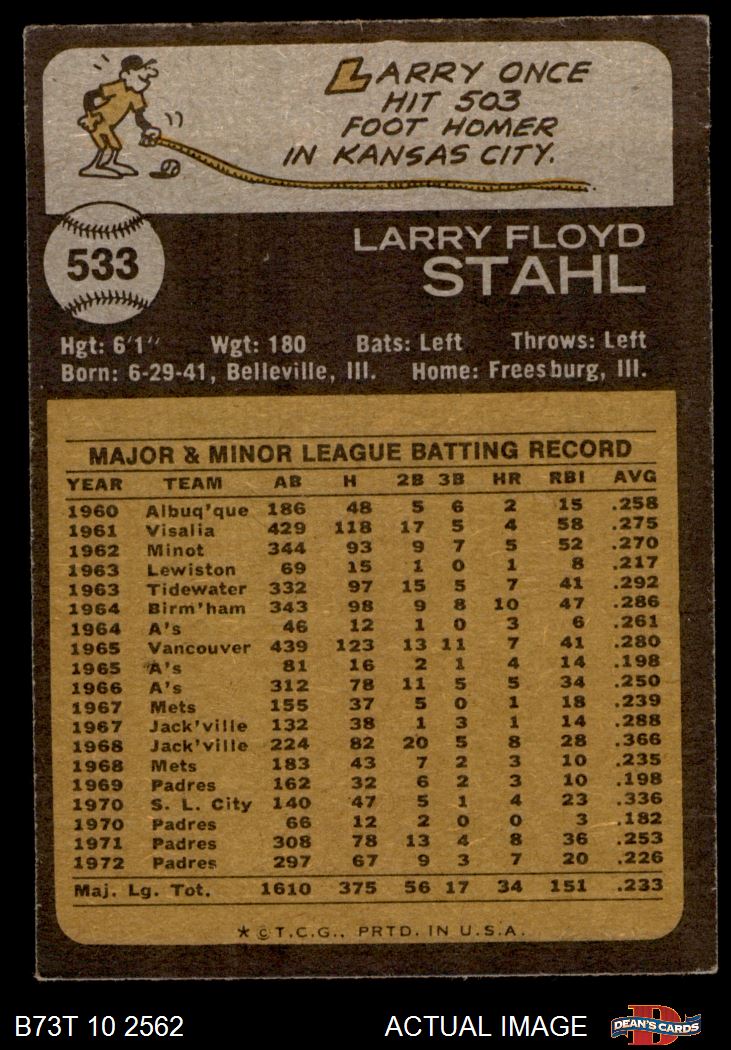 LARRY ONCE
HIT 503
FOOT HOMER
IN KANSAS CITY.
533
LARRY FLOYD
STAHL
Hgt: 6'1" Wgt: 180 Bats: Left Throws: Left
Born: 6-29-41, Belleville, Ill. Home: Freesburg, Ill.
MAJOR & MINOR LEAGUE BATTING RECORD
YEAR TEAM AB H 2B 3B HR RBI AVG
1960 Albuq'que 186 48 5 6 2 15 .258
1961 Visalia 429 118 17 5 4 58 .275
1962 Minot 344 93 9 7 5 52 .270
1963 Lewiston 69 15 1 0 1 8 .217
1963 Tidewater 332 97 15 5 7 41 .292
1964 Birm'ham 343 98 9 8 10 47 .286
1964 A's 46 12 1 0 3 6 .261
1965 Vancouver 439 123 13 11 7 41 .280
1965 A's 81 16 2 1 4 14 .198
1966 A's 312 78 11 5 5 34 .250
1967 Mets 155 37 5 0 1 18 .239
1967 Jack'ville 132 38 1 3 1 14 .288
1968 Jack'ville 224 82 20 5 8 28 .366
1968 Mets 183 43 7 2 3 10 .235
1969 Padres 162 32 6 2 3 10 .198
1970 S. L. City 140 47 5 1 4 23 .336
1970 Padres 66 12 2 0 0 3 .182
1971 Padres 308 78 13 4 8 36 .253
1972 Padres 297 67 9 3 7 20 .226
Maj. Lg. Tot. 1610 375 56 17 34 151 .233
* © T.C.G., PRTD. IN U.S.A.
B73T 10 2562 ACTUAL IMAGE
D
DEAN'S CARDS